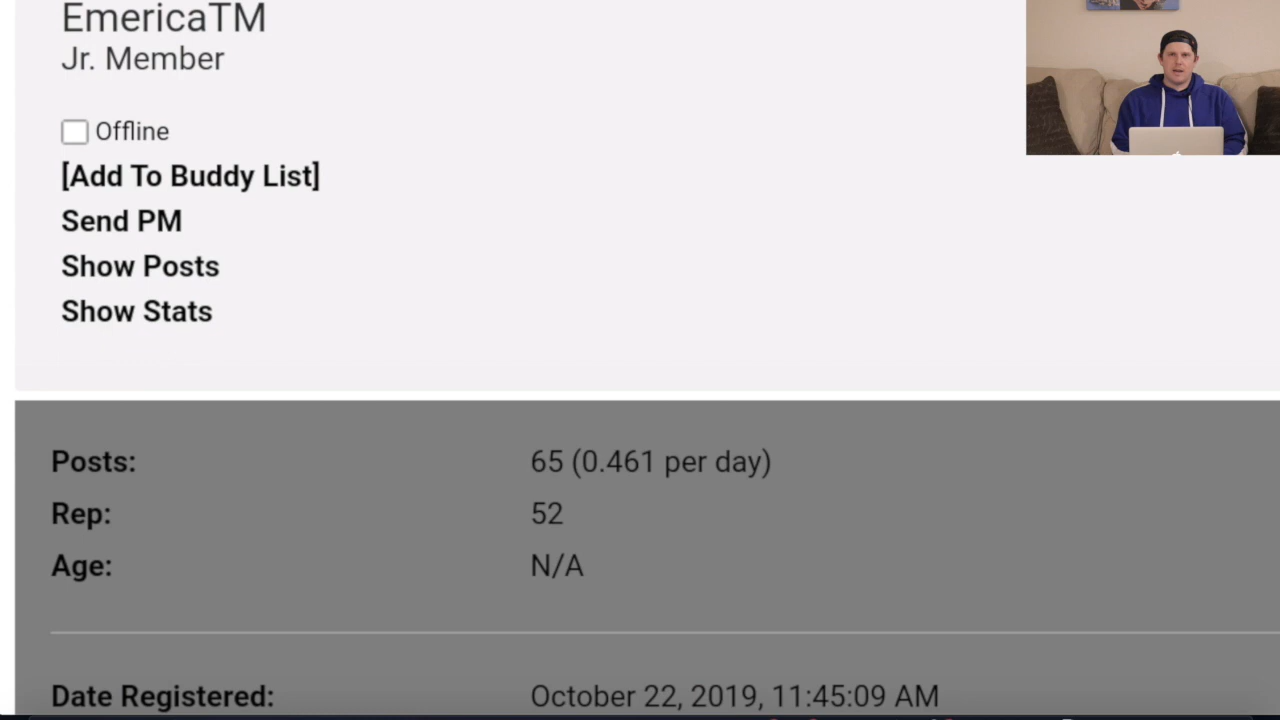 EmericaTM
Jr. Member
Offline
[Add To Buddy List]
Send PM
Show Posts
Show Stats
Posts: 65 (0.461 per day)
Rep: 52
Age: N/A
Date Registered: October 22, 2019, 11:45:09 AM